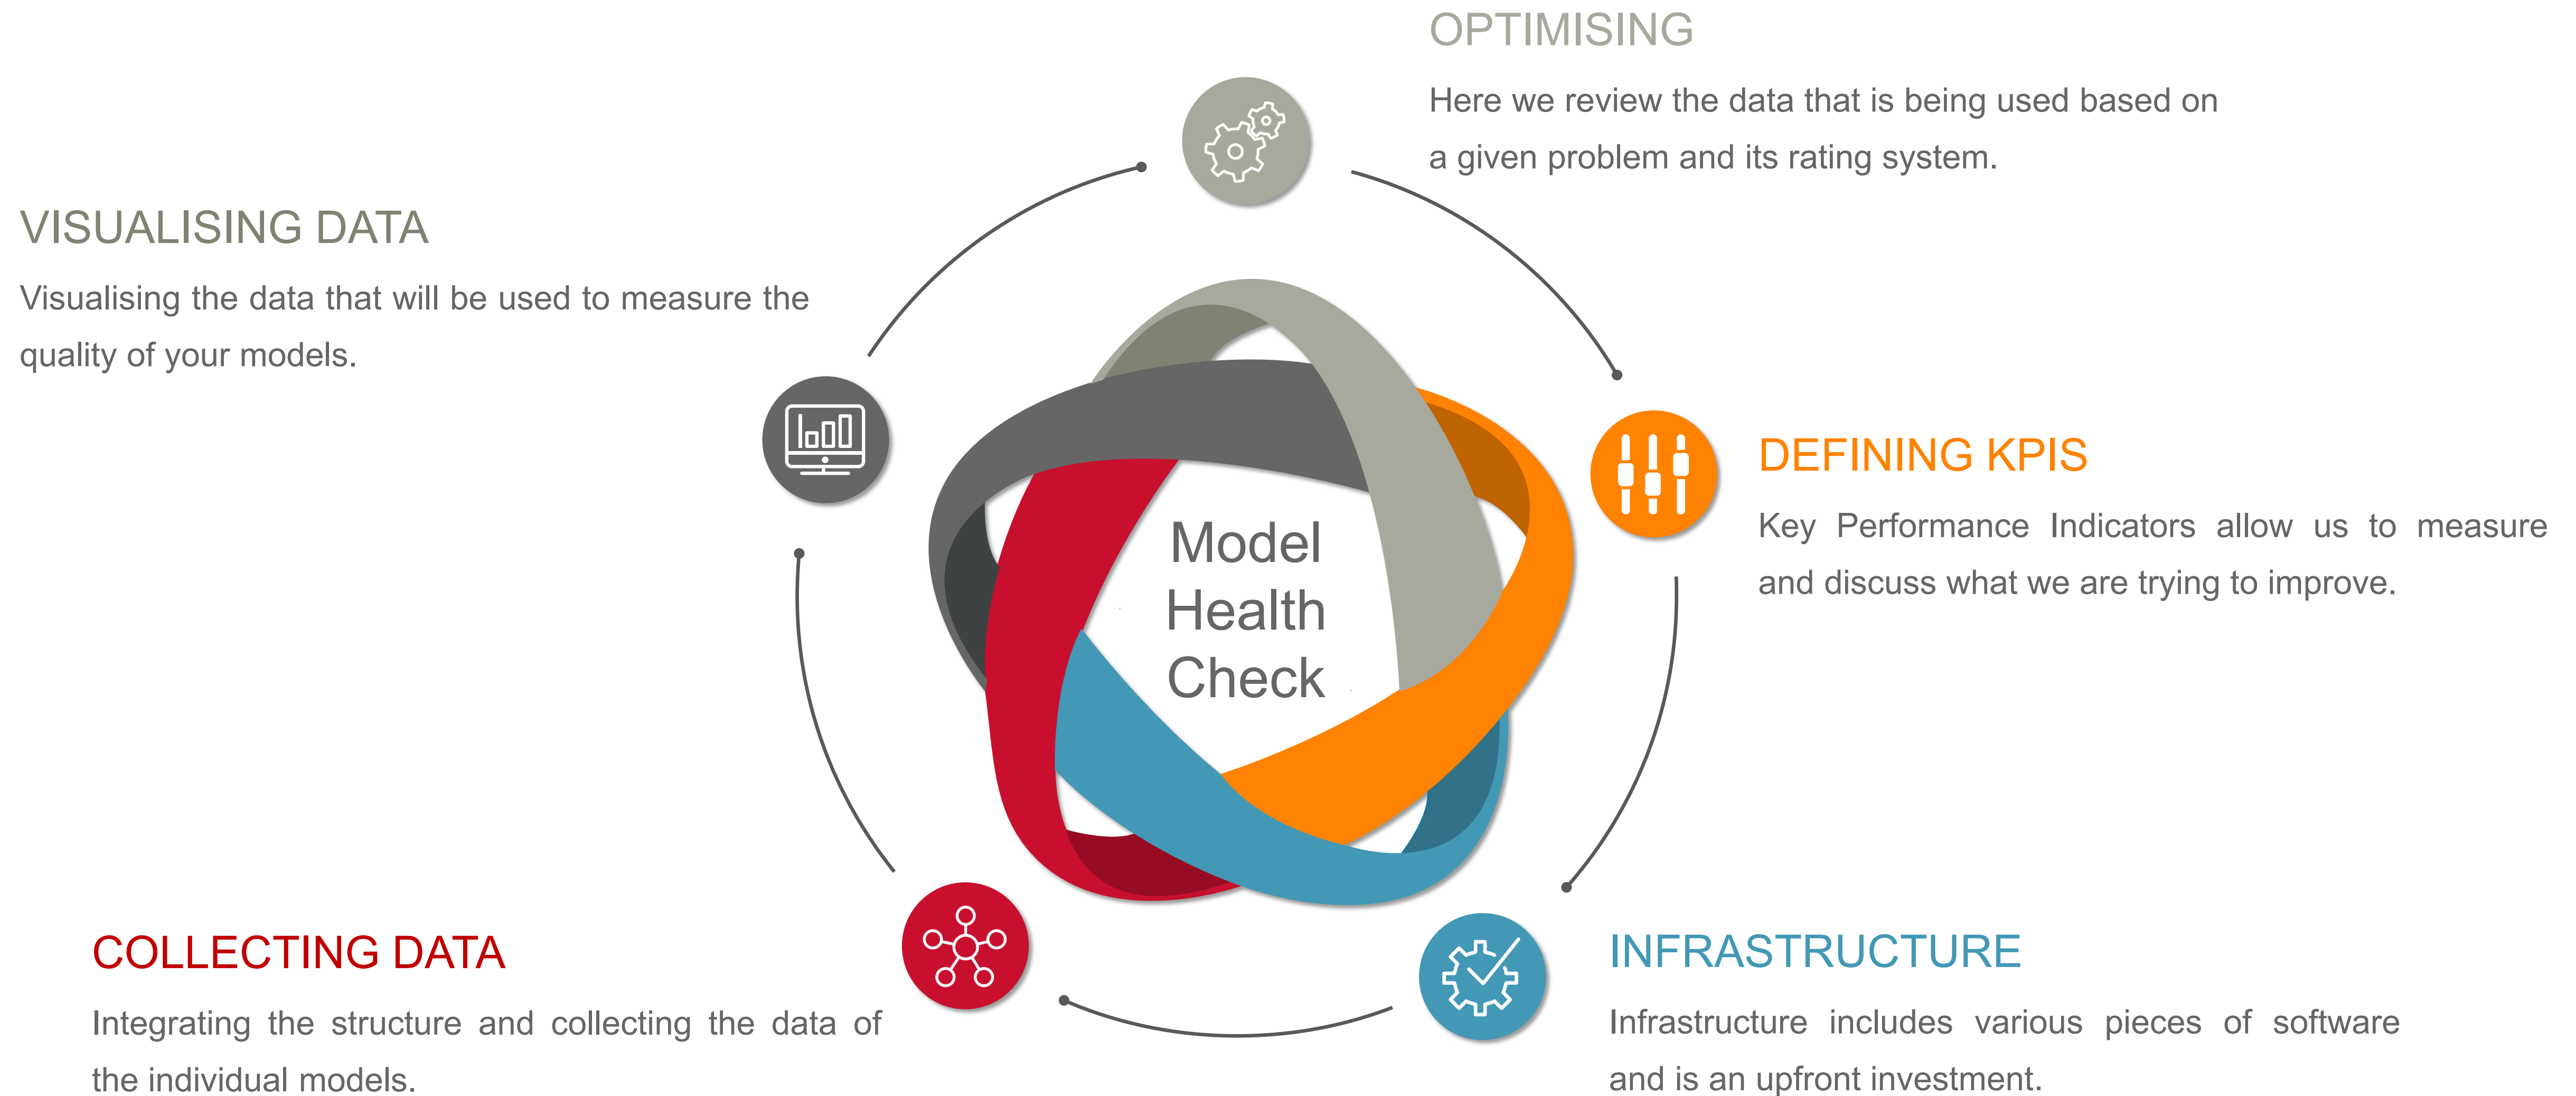 OPTIMISING
Here we review the data that is being used based on
a given problem and its rating system.
VISUALISING DATA
Visualising the data that will be used to measure the
quality of your models.
DEFINING KPIS
Key Performance Indicators allow us to measure
and discuss what we are trying to improve.
Model
Health
Check
COLLECTING DATA
Integrating the structure and collecting the data of
the individual models.
INFRASTRUCTURE
Infrastructure includes various pieces of software
and is an upfront investment.